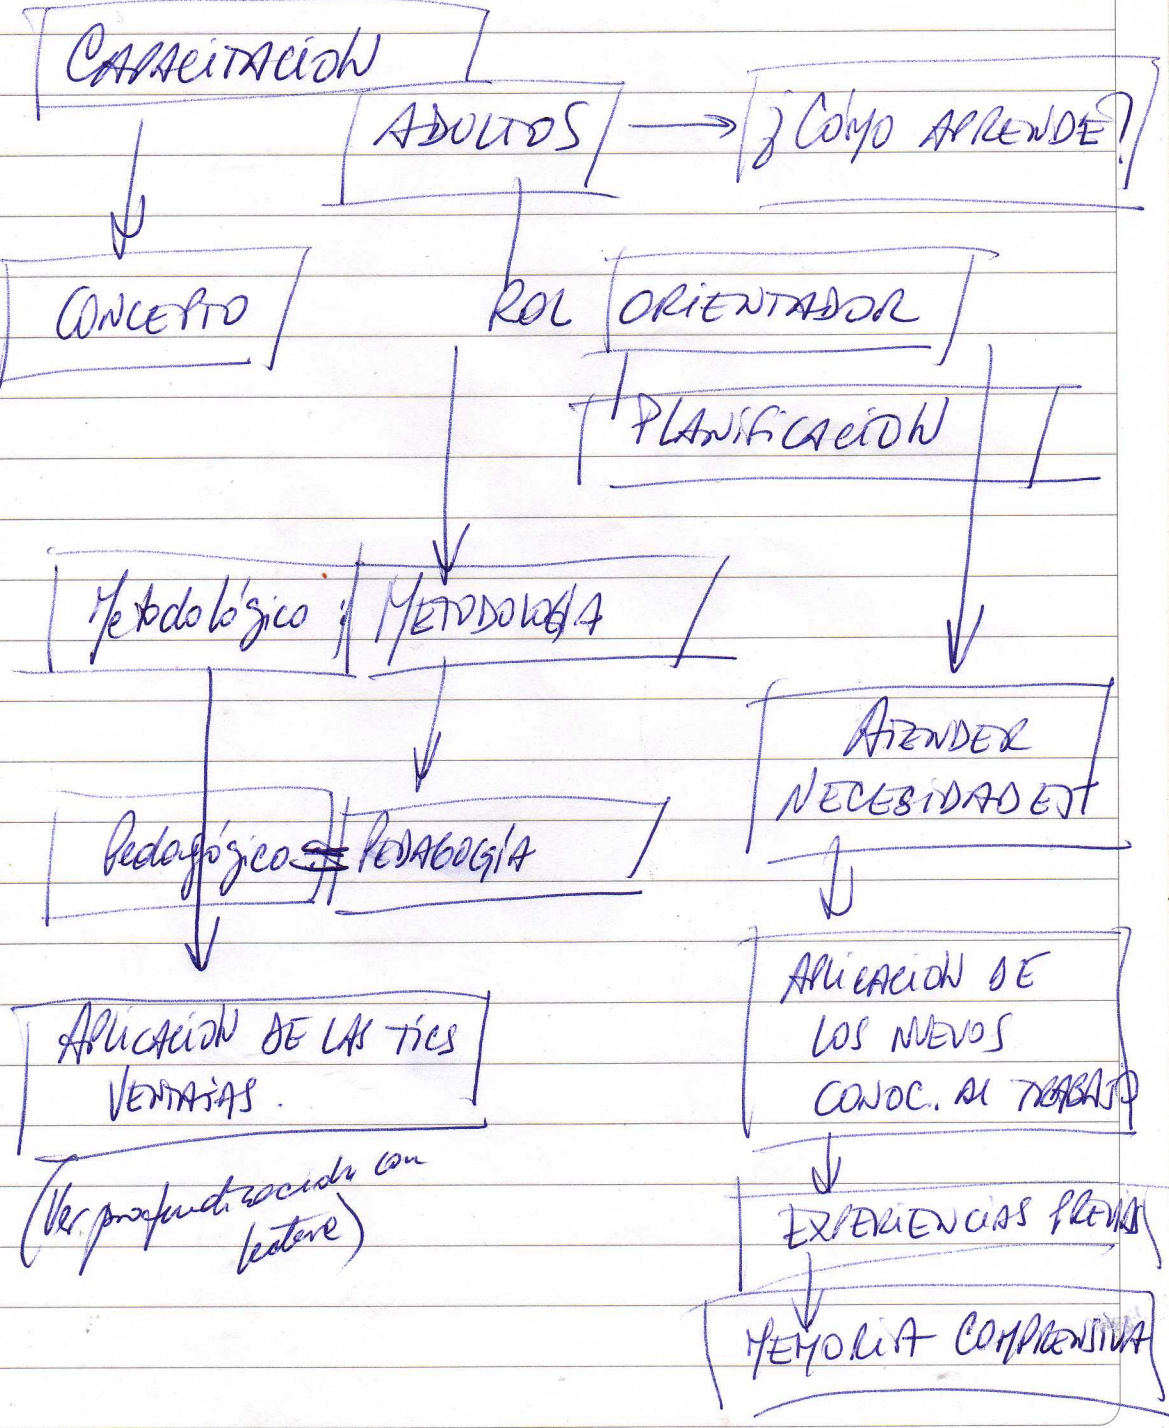 CAPACITACIÓN
ADULTOS
¿CÓMO APRENDE?
CONCEPTO
ROL ORIENTADOR
PLANIFICACIÓN
Metodológico : METODOLOGÍA
Pedagógico = PEDAGOGÍA
ATENDER
NECESIDADES
APLICACIÓN DE LAS TICS
VENTAJAS.
(Ver profundización con
lectura)
APLICACIÓN DE
LOS NUEVOS
CONOC. AL TRABAJO
EXPERIENCIAS PREVIAS
MEMORIA COMPRENSIVA